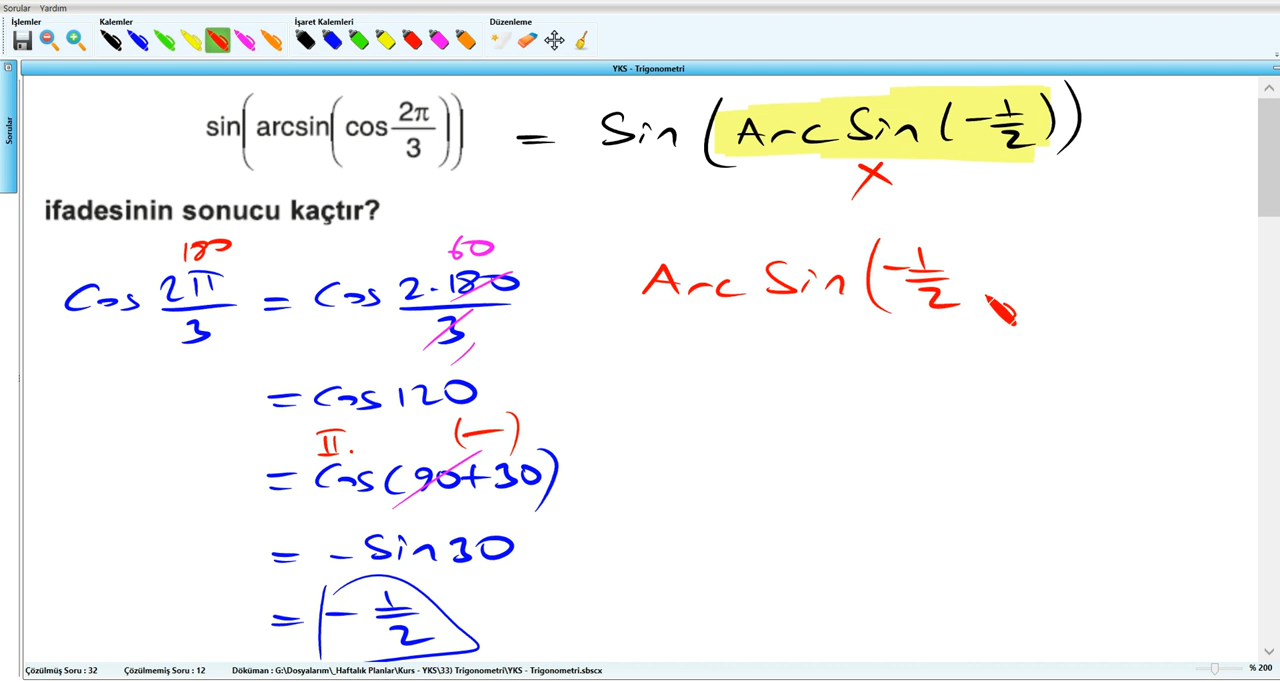 Sorular Yardım
İşlemler Kalemler İşaret Kalemleri Düzenleme
YKS - Trigonometri
Sorular
sin(arcsin(cos 2π/3)) = Sin(ArcSin(-1/2))
x
ifadesinin sonucu kaçtır?
180 60
Cos 2π/3 = Cos 2·180/3
ArcSin(-1/2
= Cos 120
II. (-)
= Cos(90+30)
= - Sin 30
= - 1/2
Çözülmüş Soru : 32 Çözülmemiş Soru : 12 Döküman : G:\Dosyalarım\_Haftalık Planlar\Kurs - YKS\33) Trigonometri\YKS - Trigonometri.sbscx % 200